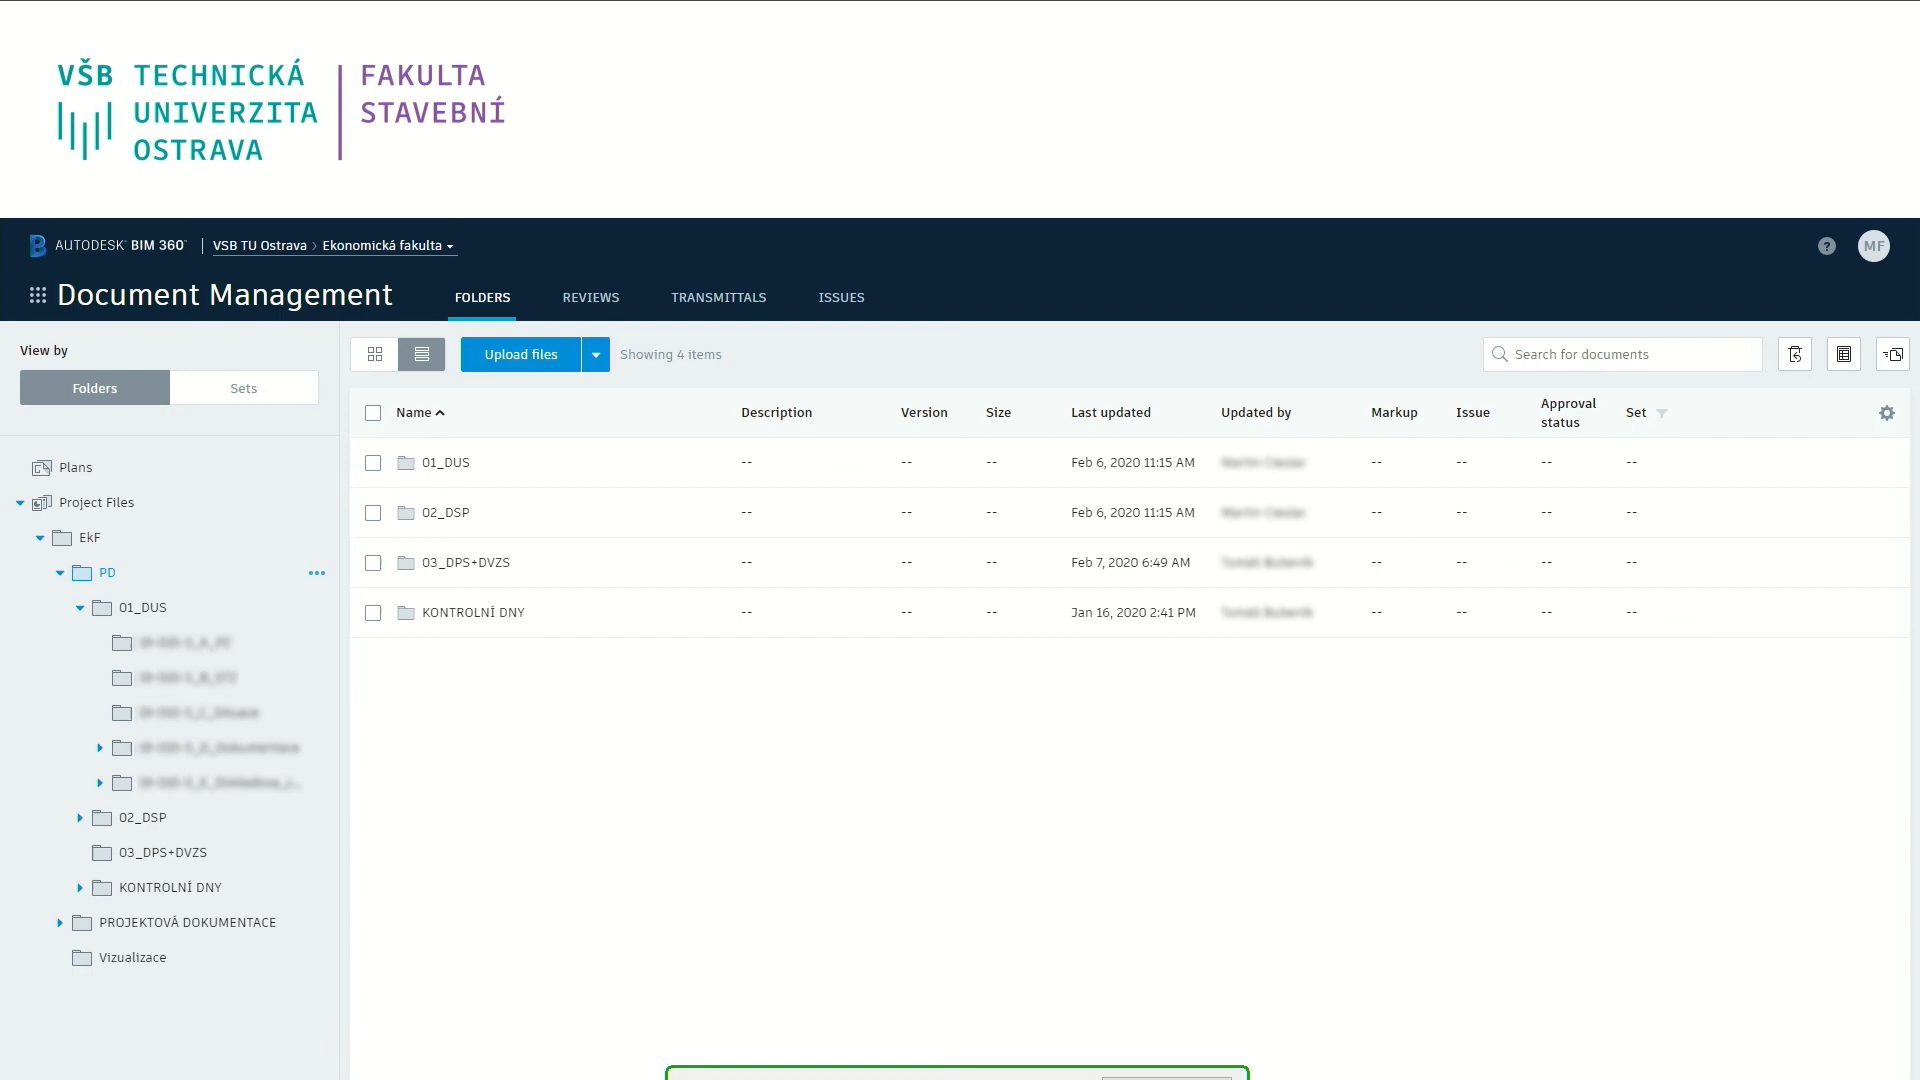 VŠB TECHNICKÁ
UNIVERZITA
OSTRAVA
FAKULTA
STAVEBNÍ
AUTODESK BIM 360 VSB TU Ostrava › Ekonomická fakulta
? MF
Document Management FOLDERS REVIEWS TRANSMITTALS ISSUES
View by
Folders Sets
Plans
Project Files
EkF
PD
01_DUS
02_DSP
03_DPS+DVZS
KONTROLNÍ DNY
PROJEKTOVÁ DOKUMENTACE
Vizualizace
Upload files Showing 4 items Search for documents
Name Description Version Size Last updated Updated by Markup Issue Approval status Set
01_DUS -- -- -- Feb 6, 2020 11:15 AM -- -- -- --
02_DSP -- -- -- Feb 6, 2020 11:15 AM -- -- -- --
03_DPS+DVZS -- -- -- Feb 7, 2020 6:49 AM -- -- -- --
KONTROLNÍ DNY -- -- -- Jan 16, 2020 2:41 PM -- -- -- --